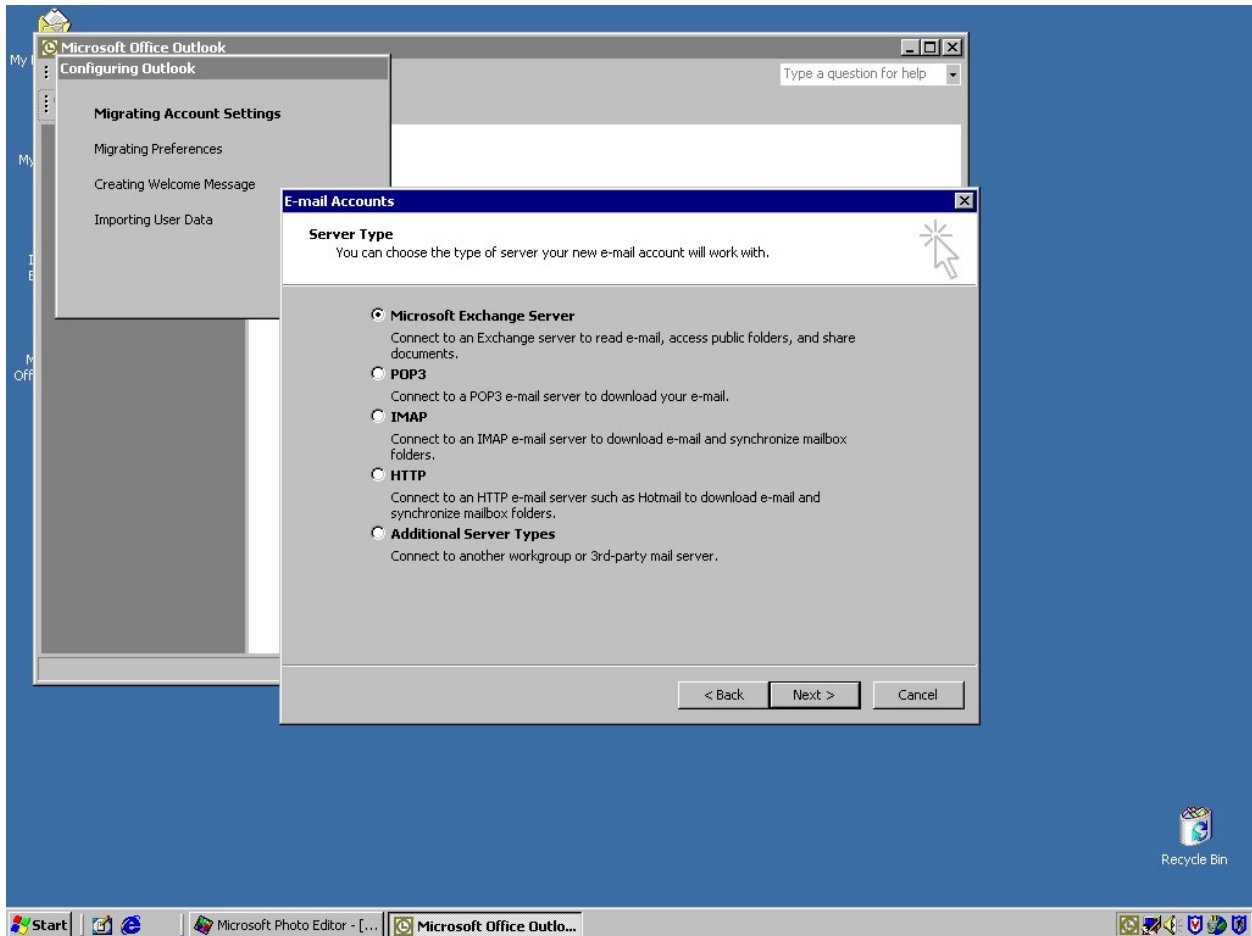 My
Microsoft Office Outlook
Configuring Outlook
Type a question for help
Migrating Account Settings
Migrating Preferences
My
Creating Welcome Message
Importing User Data
E-mail Accounts
Server Type
You can choose the type of server your new e-mail account will work with.
Microsoft Exchange Server
Connect to an Exchange server to read e-mail, access public folders, and share
documents.
POP3
Connect to a POP3 e-mail server to download your e-mail.
IMAP
Connect to an IMAP e-mail server to download e-mail and synchronize mailbox
folders.
HTTP
Connect to an HTTP e-mail server such as Hotmail to download e-mail and
synchronize mailbox folders.
Additional Server Types
Connect to another workgroup or 3rd-party mail server.
Off
< Back
Next >
Cancel
Recycle Bin
Start
Microsoft Photo Editor - [...
Microsoft Office Outlo...